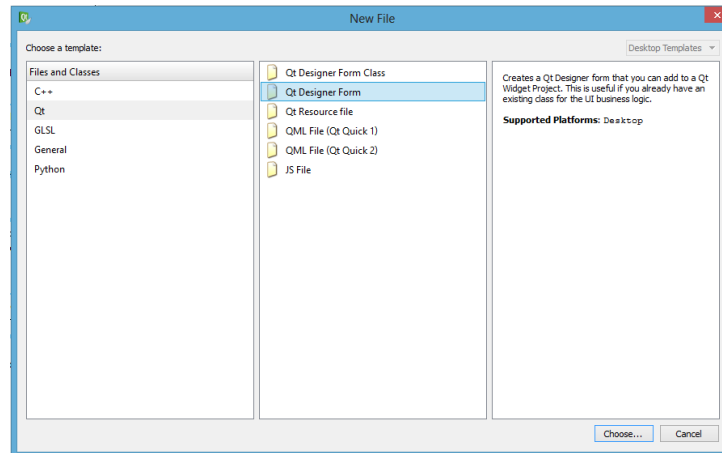 New File
Choose a template:
Desktop Templates
Files and Classes
C++
Qt
GLSL
General
Python
Qt Designer Form Class
Qt Designer Form
Qt Resource file
QML File (Qt Quick 1)
QML File (Qt Quick 2)
JS File
Creates a Qt Designer form that you can add to a Qt
Widget Project. This is useful if you already have an
existing class for the UI business logic.
Supported Platforms: Desktop
Choose...
Cancel